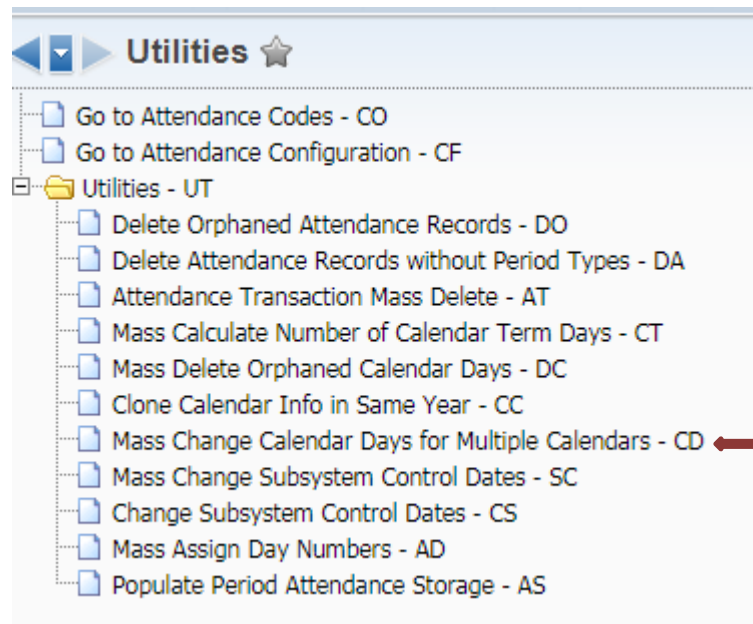 Utilities
Go to Attendance Codes - CO
Go to Attendance Configuration - CF
Utilities - UT
Delete Orphaned Attendance Records - DO
Delete Attendance Records without Period Types - DA
Attendance Transaction Mass Delete - AT
Mass Calculate Number of Calendar Term Days - CT
Mass Delete Orphaned Calendar Days - DC
Clone Calendar Info in Same Year - CC
Mass Change Calendar Days for Multiple Calendars - CD
Mass Change Subsystem Control Dates - SC
Change Subsystem Control Dates - CS
Mass Assign Day Numbers - AD
Populate Period Attendance Storage - AS